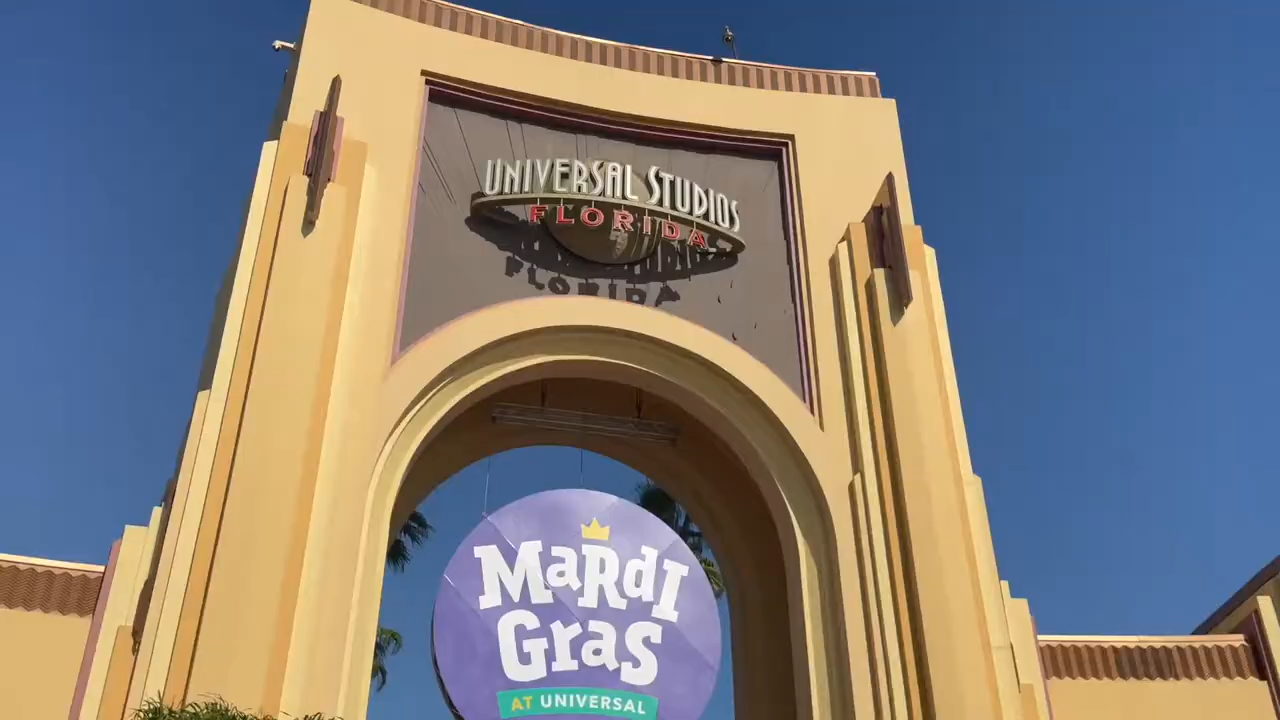 UNIVERSAL STUDIOS
FLORIDA
MaRdI
GRas
AT UNIVERSAL